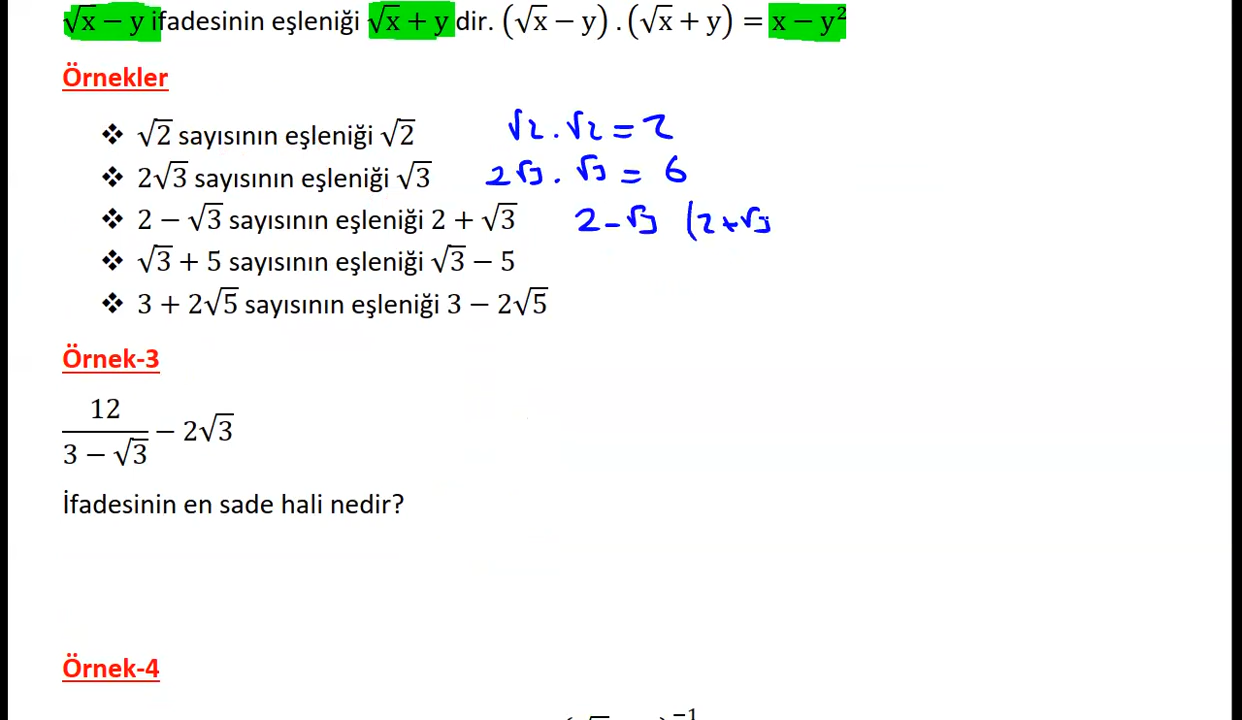 √x − y ifadesinin eşleniği √x + y dir. (√x − y) . (√x + y) = x − y²
Örnekler
❖ √2 sayısının eşleniği √2 √2 . √2 = 2
❖ 2√3 sayısının eşleniği √3 2√3 . √3 = 6
❖ 2 − √3 sayısının eşleniği 2 + √3 2 − √3 (2 + √3
❖ √3 + 5 sayısının eşleniği √3 − 5
❖ 3 + 2√5 sayısının eşleniği 3 − 2√5
Örnek-3
12
3 − √3 − 2√3
İfadesinin en sade hali nedir?
Örnek-4
−1